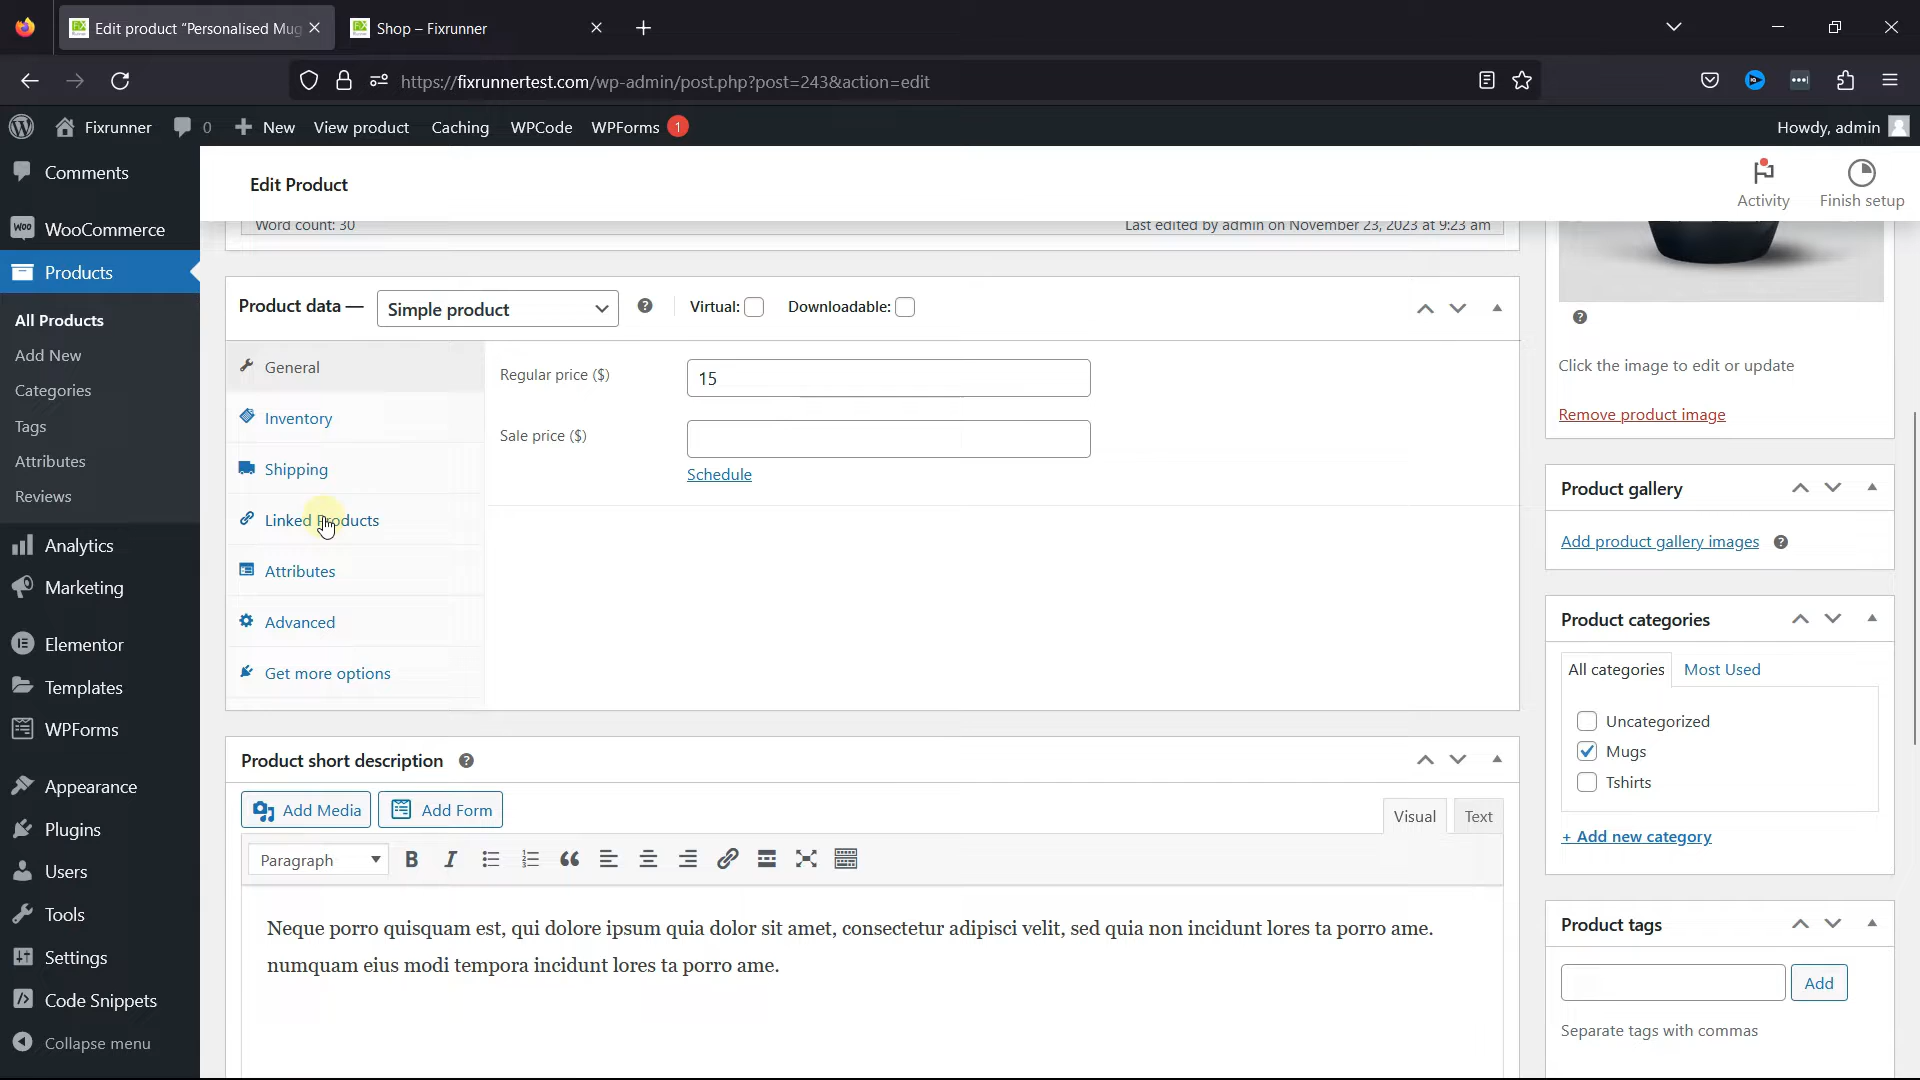 Edit product “Personalised Mug
Shop – Fixrunner
https://fixrunnertest.com/wp-admin/post.php?post=243&action=edit
Fixrunner
0
New
View product
Caching
WPCode
WPForms
1
Howdy, admin
Comments
WooCommerce
Products
All Products
Add New
Categories
Tags
Attributes
Reviews
Analytics
Marketing
Elementor
Templates
WPForms
Appearance
Plugins
Users
Tools
Settings
Code Snippets
Collapse menu
Edit Product
Activity
Finish setup
Word count: 30
Last edited by admin on November 23, 2023 at 9:23 am
Product data —
Simple product
Virtual:
Downloadable:
General
Inventory
Shipping
Linked Products
Attributes
Advanced
Get more options
Regular price ($)
15
Sale price ($)
Schedule
Product short description
Add Media
Add Form
Visual
Text
Paragraph
Neque porro quisquam est, qui dolore ipsum quia dolor sit amet, consectetur adipisci velit, sed quia non incidunt lores ta porro ame.
numquam eius modi tempora incidunt lores ta porro ame.
Click the image to edit or update
Remove product image
Product gallery
Add product gallery images
Product categories
All categories
Most Used
Uncategorized
Mugs
Tshirts
+ Add new category
Product tags
Add
Separate tags with commas